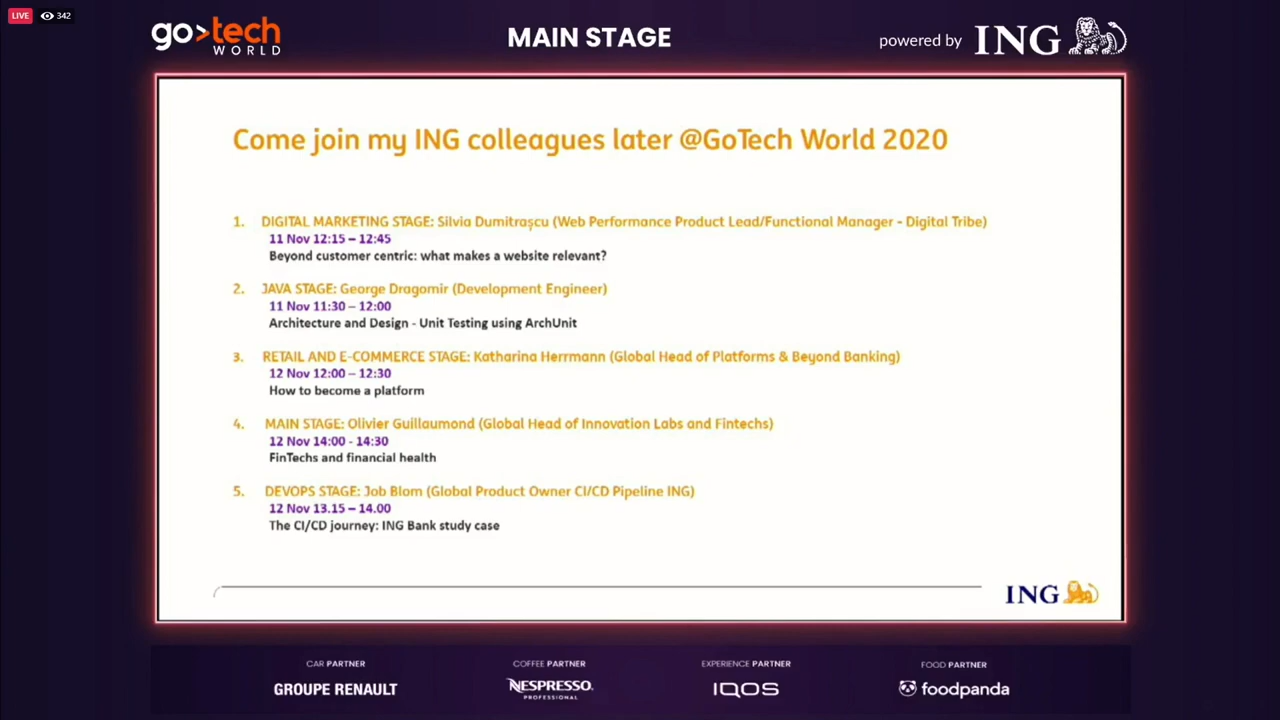 LIVE 342
go>tech
WORLD
MAIN STAGE
powered by ING
Come join my ING colleagues later @GoTech World 2020
1. DIGITAL MARKETING STAGE: Silvia Dumitrașcu (Web Performance Product Lead/Functional Manager - Digital Tribe)
11 Nov 12:15 – 12:45
Beyond customer centric: what makes a website relevant?
2. JAVA STAGE: George Dragomir (Development Engineer)
11 Nov 11:30 – 12:00
Architecture and Design - Unit Testing using ArchUnit
3. RETAIL AND E-COMMERCE STAGE: Katharina Herrmann (Global Head of Platforms & Beyond Banking)
12 Nov 12:00 – 12:30
How to become a platform
4. MAIN STAGE: Olivier Guillaumond (Global Head of Innovation Labs and Fintechs)
12 Nov 14:00 - 14:30
FinTechs and financial health
5. DEVOPS STAGE: Job Blom (Global Product Owner CI/CD Pipeline ING)
12 Nov 13.15 – 14.00
The CI/CD journey: ING Bank study case
ING
CAR PARTNER
GROUPE RENAULT
COFFEE PARTNER
NESPRESSO.
PROFESSIONAL
EXPERIENCE PARTNER
IQOS
FOOD PARTNER
foodpanda